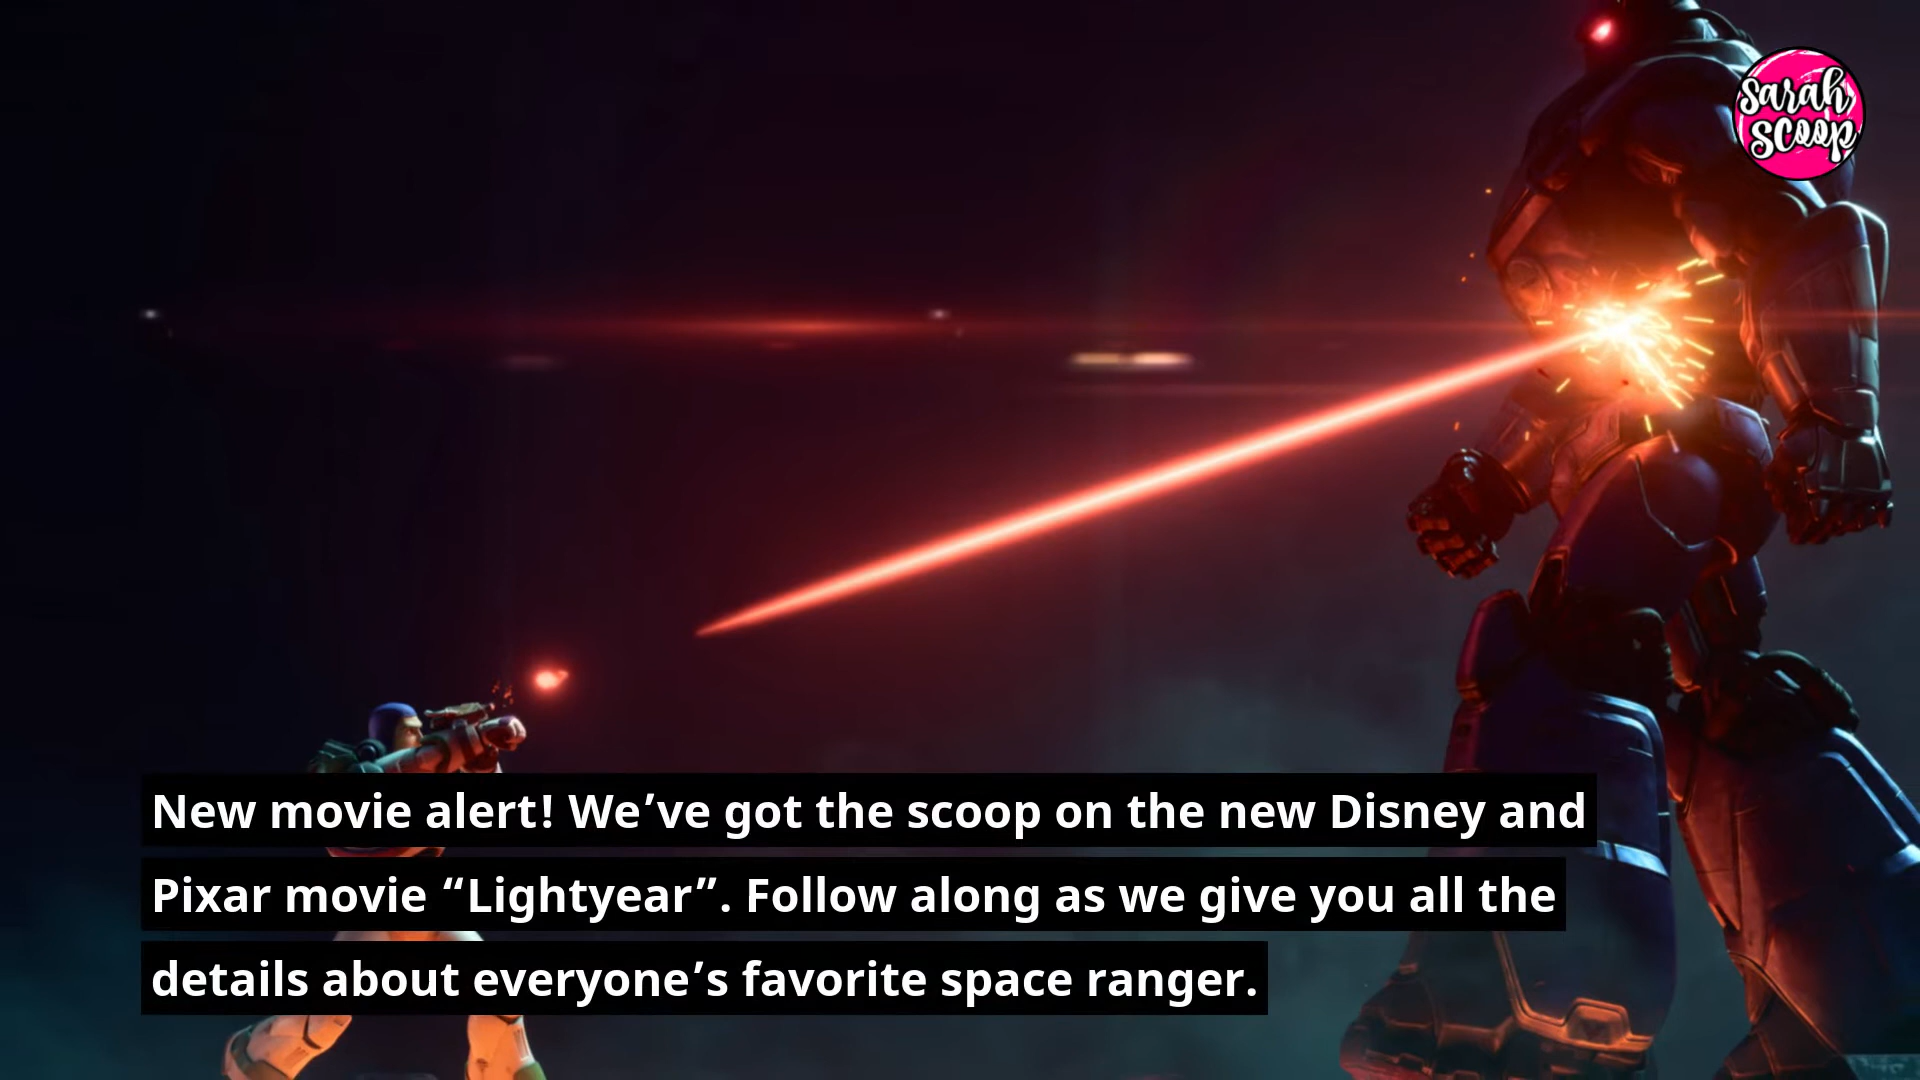 Sarah
Scoop
New movie alert! We’ve got the scoop on the new Disney and
Pixar movie “Lightyear”. Follow along as we give you all the
details about everyone’s favorite space ranger.